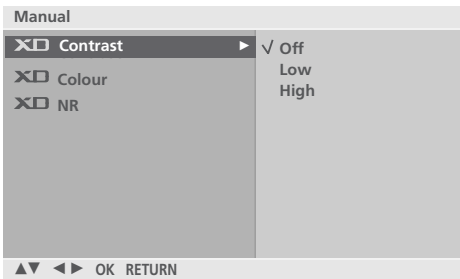 Manual
XD Contrast ► √ Off
Low
High
XD Colour
XD NR
▲▼ ◄► OK RETURN